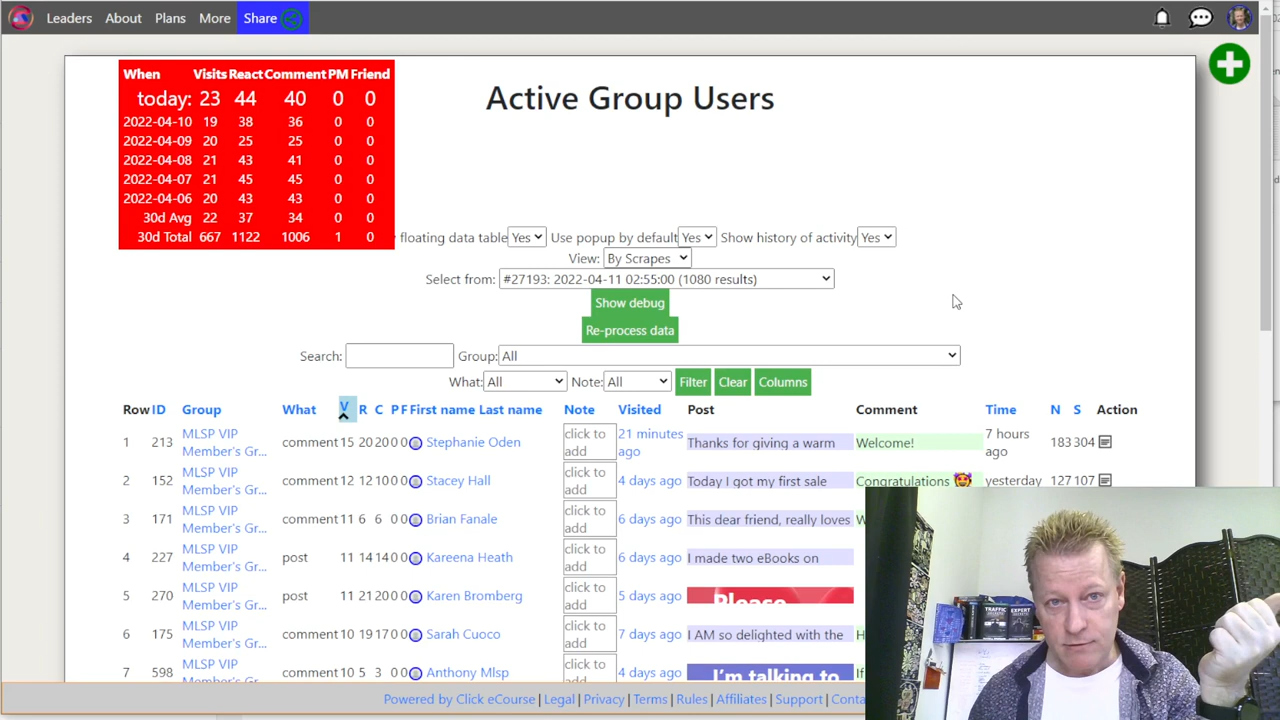 Leaders About Plans More Share
When Visits React Comment PM Friend
today: 23 44 40 0 0
2022-04-10 19 38 36 0 0
2022-04-09 20 25 25 0 0
2022-04-08 21 43 41 0 0
2022-04-07 21 45 45 0 0
2022-04-06 20 43 43 0 0
30d Avg 22 37 34 0 0
30d Total 667 1122 1006 1 0
Active Group Users
floating data table Yes Use popup by default Yes Show history of activity Yes
View: By Scrapes
Select from: #27193: 2022-04-11 02:55:00 (1080 results)
Show debug
Re-process data
Search: Group: All
What: All Note: All Filter Clear Columns
Row ID Group What V R C P F First name Last name Note Visited Post Comment Time N S Action
1 213 MLSP VIP Member's Gr... comment 15 20 20 0 0 Stephanie Oden click to add 21 minutes ago Thanks for giving a warm Welcome! 7 hours ago 183 304
2 152 MLSP VIP Member's Gr... comment 12 12 10 0 0 Stacey Hall click to add 4 days ago Today I got my first sale Congratulations 🥰 yesterday 127 107
3 171 MLSP VIP Member's Gr... comment 11 6 6 0 0 Brian Fanale click to add 6 days ago This dear friend, really loves
4 227 MLSP VIP Member's Gr... post 11 14 14 0 0 Kareena Heath click to add 6 days ago I made two eBooks on
5 270 MLSP VIP Member's Gr... post 11 21 20 0 0 Karen Bromberg click to add 5 days ago Please
6 175 MLSP VIP Member's Gr... comment 10 19 17 0 0 Sarah Cuoco click to add 7 days ago I AM so delighted with the
7 598 MLSP VIP Member's Gr... comment 10 5 3 0 0 Anthony Mlsp click to add 4 days ago I'm talking to
TRAFFIC SECRETS EXPERT SECRETS
Powered by Click eCourse | Legal | Privacy | Terms | Rules | Affiliates | Support |